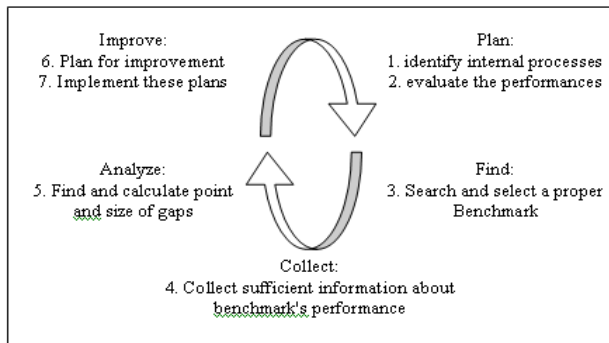 Improve:
6. Plan for improvement
7. Implement these plans
Plan:
1. identify internal processes
2. evaluate the performances
Analyze:
5. Find and calculate point
and size of gaps
Find:
3. Search and select a proper
Benchmark
Collect:
4. Collect sufficient information about
benchmark's performance